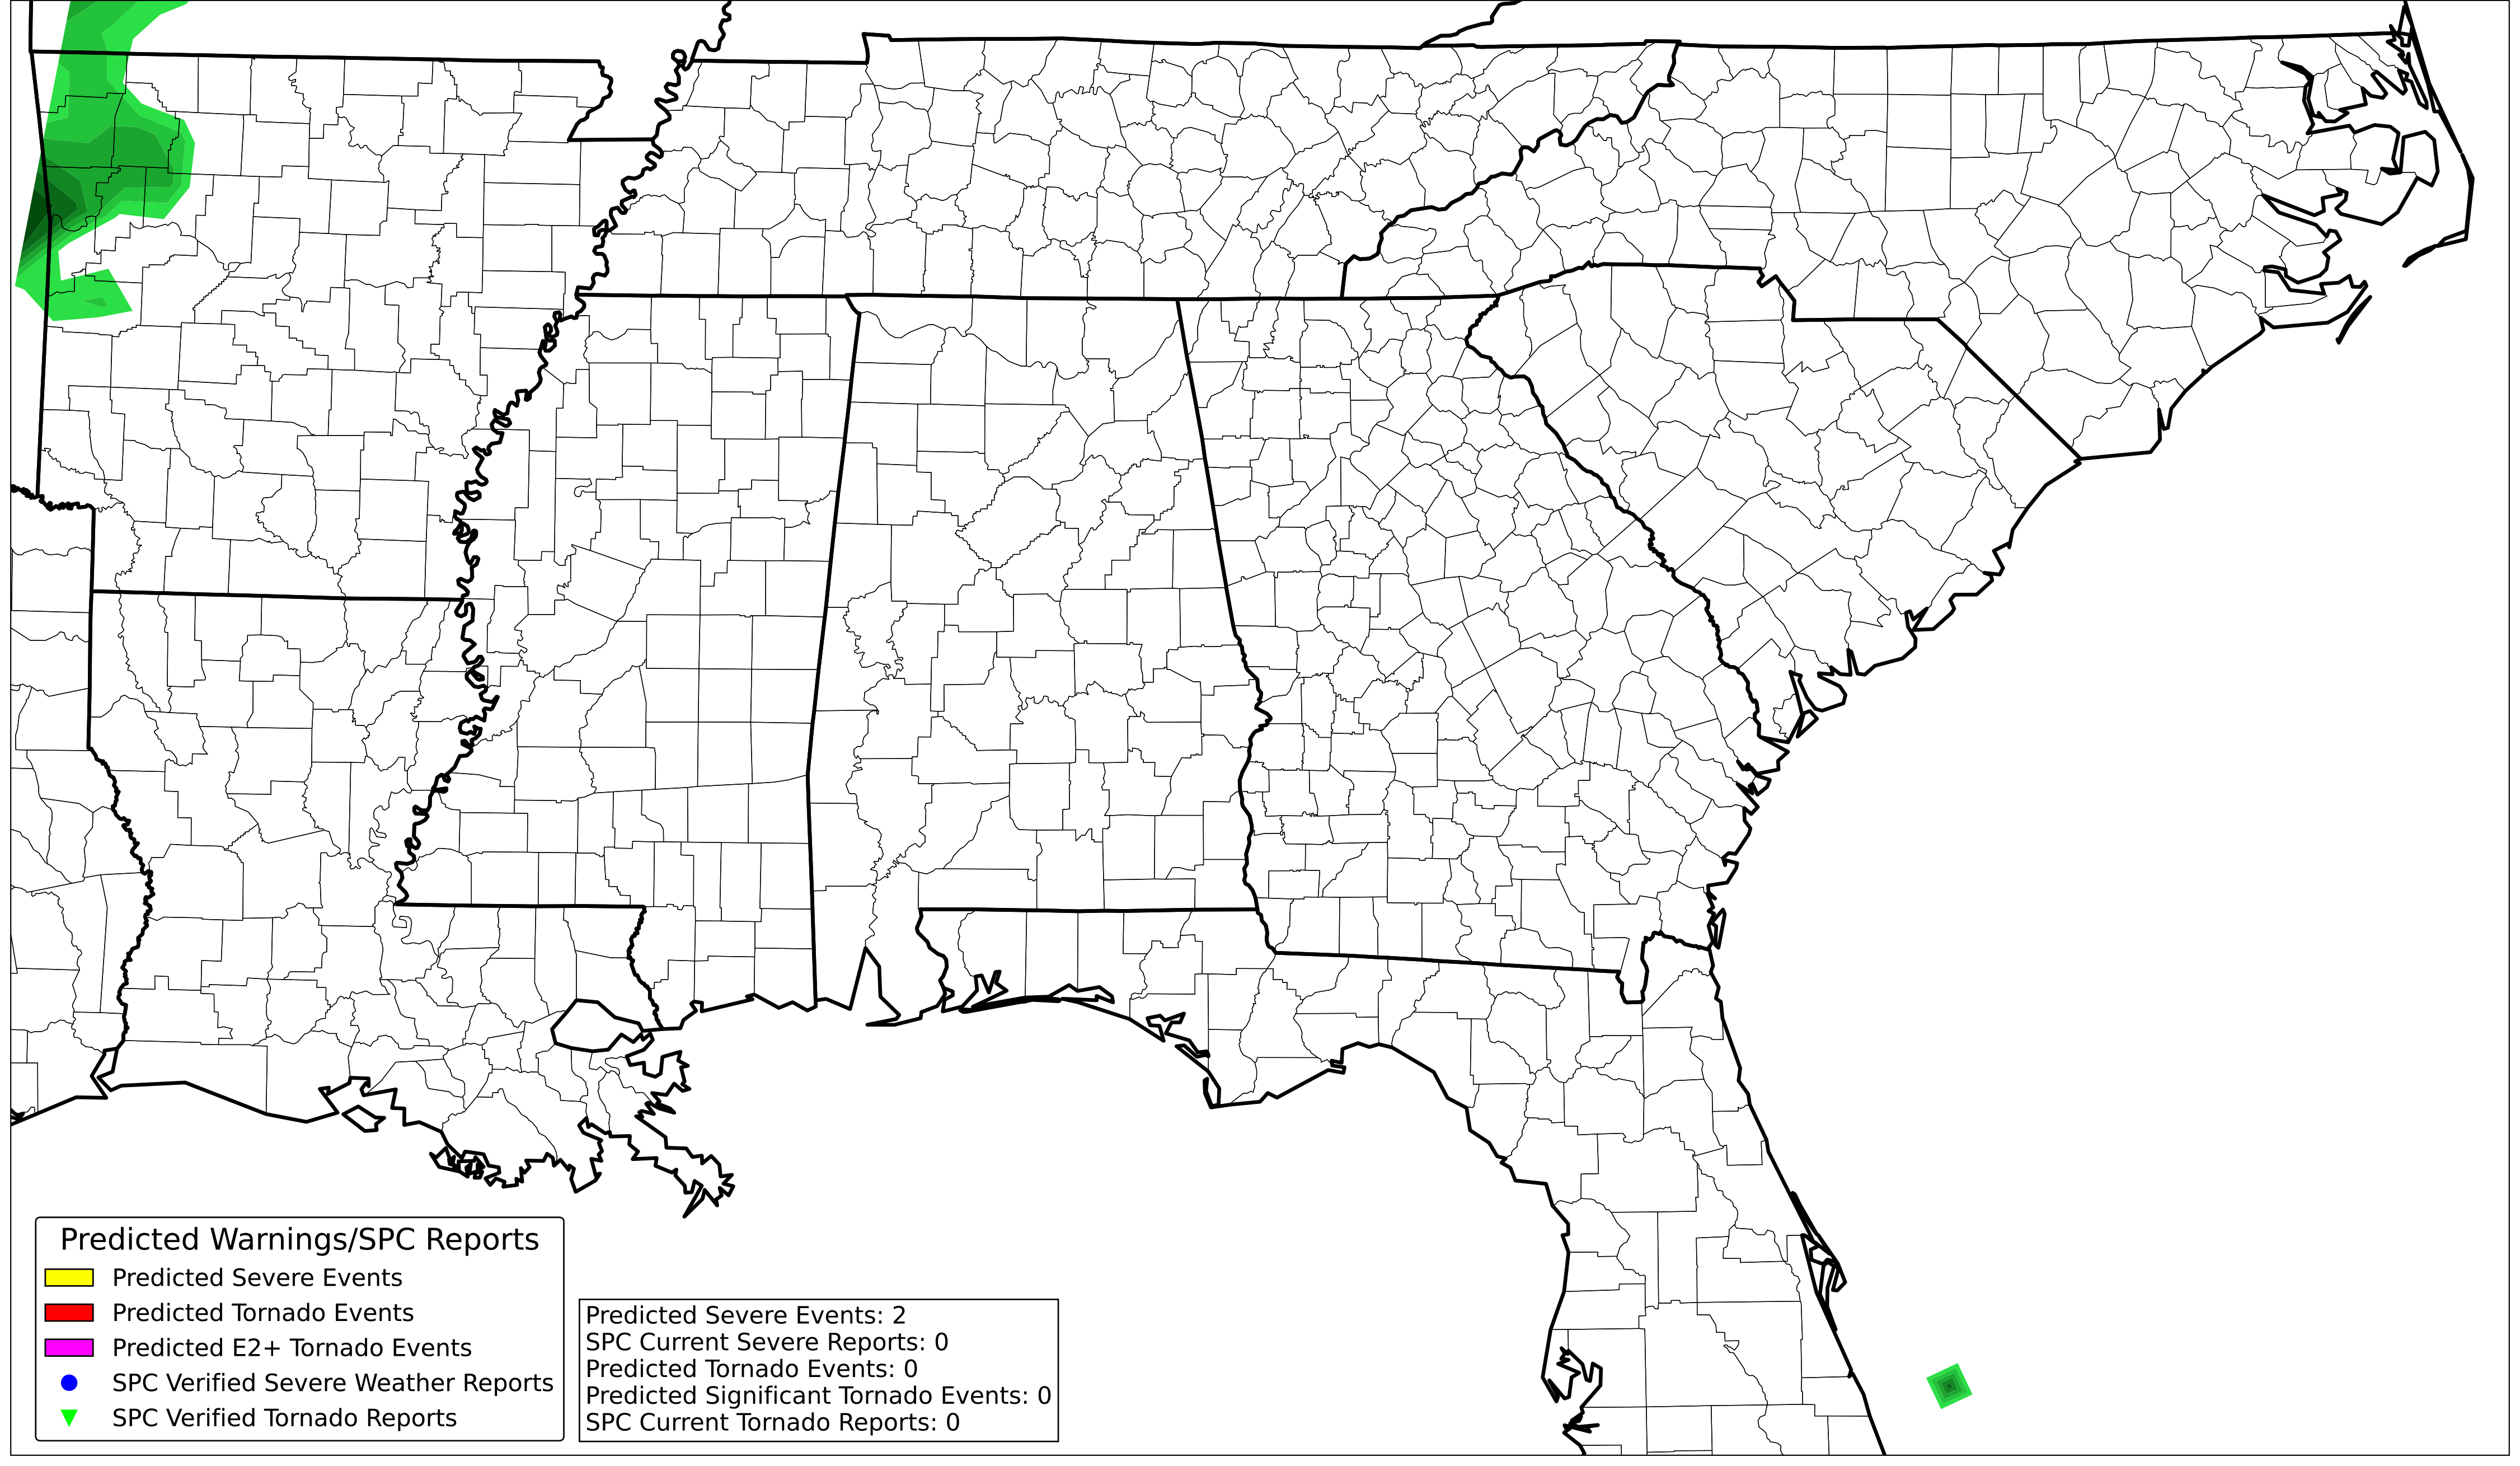 Predicted Warnings/SPC Reports
Predicted Severe Events
Predicted Tornado Events
Predicted E2+ Tornado Events
SPC Verified Severe Weather Reports
SPC Verified Tornado Reports
Predicted Severe Events: 2
SPC Current Severe Reports: 0
Predicted Tornado Events: 0
Predicted Significant Tornado Events: 0
SPC Current Tornado Reports: 0